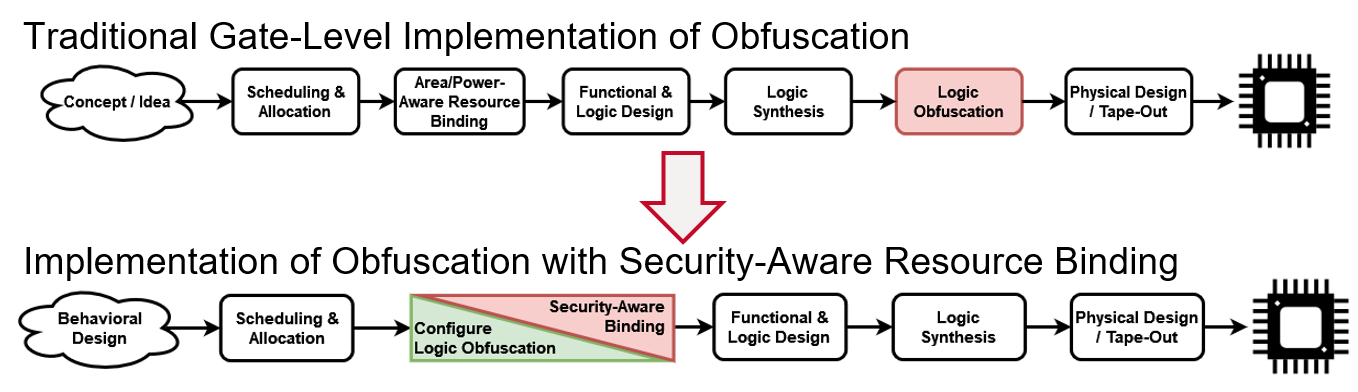 Traditional Gate-Level Implementation of Obfuscation
Concept / Idea
Scheduling &
Allocation
Area/Power-
Aware Resource
Binding
Functional &
Logic Design
Logic
Synthesis
Logic
Obfuscation
Physical Design
/ Tape-Out
Implementation of Obfuscation with Security-Aware Resource Binding
Behavioral
Design
Scheduling &
Allocation
Security-Aware
Binding
Configure
Logic Obfuscation
Functional &
Logic Design
Logic
Synthesis
Physical Design
/ Tape-Out